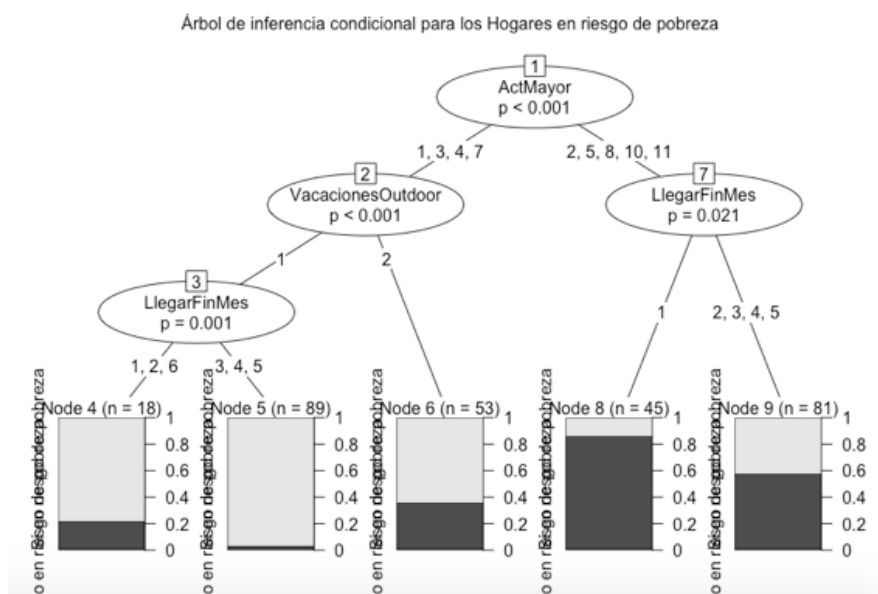 Árbol de inferencia condicional para los Hogares en riesgo de pobreza
1
ActMayor
p < 0.001
1, 3, 4, 7
2, 5, 8, 10, 11
2
VacacionesOutdoor
p < 0.001
7
LlegarFinMes
p = 0.021
1
2
3
LlegarFinMes
p = 0.001
1
2, 3, 4, 5
1, 2, 6
3, 4, 5
Node 4 (n = 18)
1
0.8
0.6
0.4
0.2
0
Node 5 (n = 89)
1
0.8
0.6
0.4
0.2
0
Node 6 (n = 53)
1
0.8
0.6
0.4
0.2
0
Node 8 (n = 45)
1
0.8
0.6
0.4
0.2
0
Node 9 (n = 81)
1
0.8
0.6
0.4
0.2
0